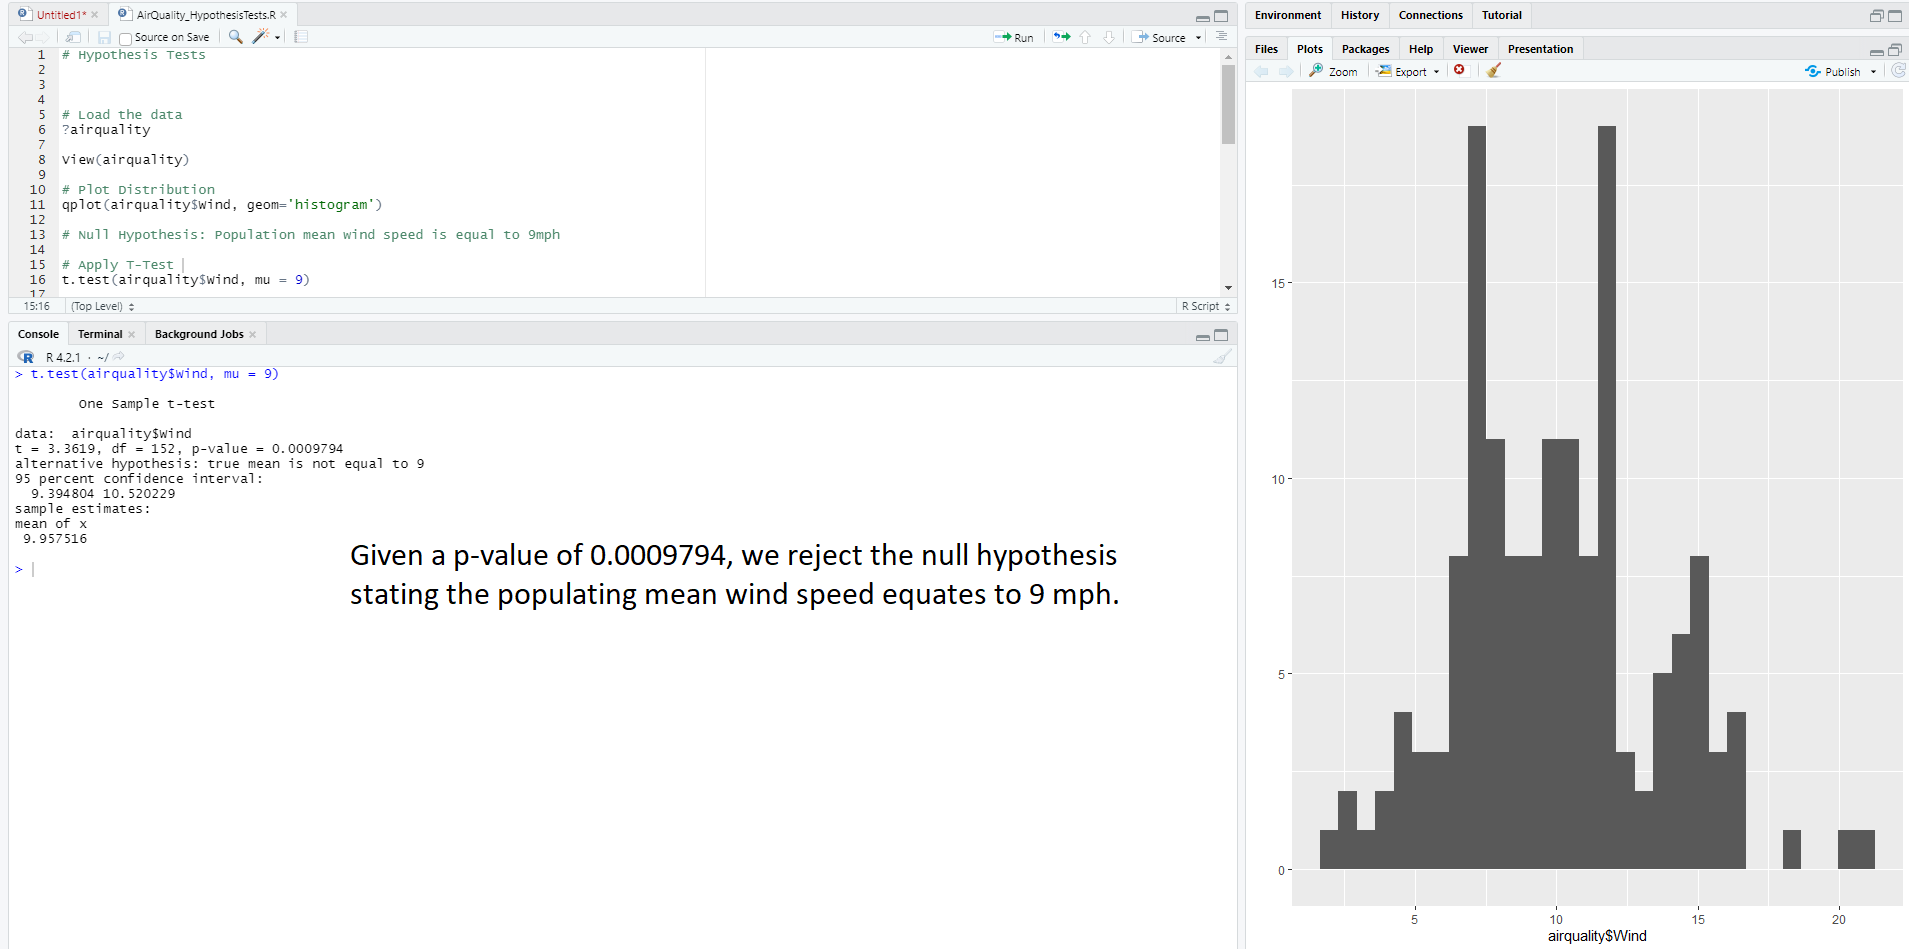 Untitled1*
AirQuality_HypothesisTests.R
Source on Save
Run
Source
1 # Hypothesis Tests
2
3
4
5 # Load the data
6 ?airquality
7
8 View(airquality)
9
10 # Plot Distribution
11 qplot(airquality$Wind, geom='histogram')
12
13 # Null Hypothesis: Population mean wind speed is equal to 9mph
14
15 # Apply T-Test
16 t.test(airquality$Wind, mu = 9)
17
15:16 (Top Level) R Script
Console Terminal Background Jobs
R 4.2.1 · ~/
> t.test(airquality$Wind, mu = 9)
One Sample t-test
data: airquality$Wind
t = 3.3619, df = 152, p-value = 0.0009794
alternative hypothesis: true mean is not equal to 9
95 percent confidence interval:
9.394804 10.520229
sample estimates:
mean of x
9.957516
>
Given a p-value of 0.0009794, we reject the null hypothesis
stating the populating mean wind speed equates to 9 mph.
Environment History Connections Tutorial
Files Plots Packages Help Viewer Presentation
Zoom Export Publish
15
10
5
0
5 10 15 20
airquality$Wind